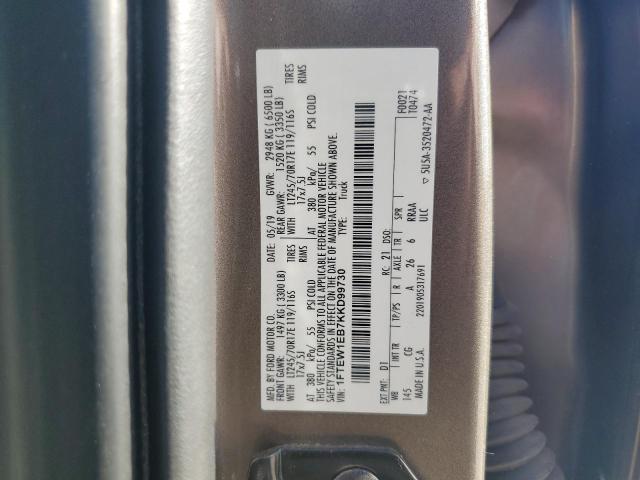 MFD. BY FORD MOTOR CO.
DATE: 05/19 GVWR: 2948 KG ( 6500 LB)
FRONT GAWR: 1497 KG ( 3300 LB) REAR GAWR: 1520 KG ( 3350 LB)
WITH LT245/70R17E 119/116S TIRES WITH LT245/70R17E 119/116S TIRES
17x7.5J RIMS 17x7.5J RIMS
AT 380 kPa/ 55 PSI COLD AT 380 kPa/ 55 PSI COLD
THIS VEHICLE CONFORMS TO ALL APPLICABLE FEDERAL MOTOR VEHICLE
SAFETY STANDARDS IN EFFECT ON THE DATE OF MANUFACTURE SHOWN ABOVE.
VIN: 1FTEW1EB7KKD99730
TYPE: Truck
EXT PNT: D1 RC: 21 DSO: F0021
T0474
WB INT TR TP/PS R AXLE TR SPR
145 CG A 26 6 RRAA
ULC
MADE IN U.S.A. 2201905317691 ▽ 5U5A-3520472-AA